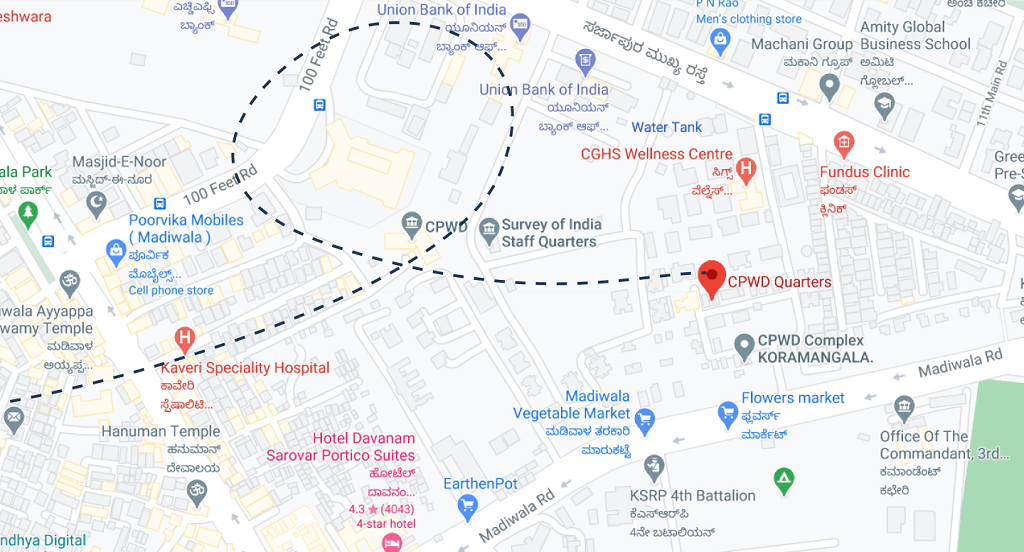 eshwara
ಎಚ್ಡಿಎಫ್ಸಿ
ಬ್ಯಾಂಕ್
Union Bank of India
ಯೂನಿಯನ್
ಬ್ಯಾಂಕ್ ಆಫ್...
100 Feet Rd
ಸರ್ಜಾಪುರ ಮುಖ್ಯ ರಸ್ತೆ
P N Rao
Men's clothing store
Machani Group
ಮಕಾನಿ ಗ್ರೂಪ್
Amity Global
Business School
ಅಮಿಟಿ
ಗ್ಲೋಬಲ್...
ಅಂಚೆ ಕಚೇರಿ
11th Main Rd
Union Bank of India
ಯೂನಿಯನ್
ಬ್ಯಾಂಕ್ ಆಫ್...
Water Tank
CGHS Wellness Centre
ಸಿಗ್ಸ್
ವೆಲ್ನೆಸ್...
Fundus Clinic
ಫಂಡಸ್
ಕ್ಲಿನಿಕ್
Gree
Pre-S
ala Park
ವಾಳ ಪಾರ್ಕ್
Masjid-E-Noor
ಮಸ್ಜಿದ್-ಈ-ನೂರ
100 Feet Rd
Poorvika Mobiles
( Madiwala )
ಪೂರ್ವಿಕ
ಮೊಬೈಲ್ಸ್...
Cell phone store
CPWD
Survey of India
Staff Quarters
CPWD Quarters
wala Ayyappa
wamy Temple
ಮಡಿವಾಳ
ಅಯ್ಯಪ್ಪ...
Kaveri Speciality Hospital
ಕಾವೇರಿ
ಸ್ಪೆಷಾಲಿಟಿ...
CPWD Complex
KORAMANGALA.
Madiwala Rd
Hanuman Temple
ಹನುಮಾನ್
ದೇವಾಲಯ
Madiwala
Vegetable Market
ಮಡಿವಾಳ ತರಕಾರಿ
ಮಾರುಕಟ್ಟೆ
Flowers market
ಫ್ಲವರ್ಸ್
ಮಾರ್ಕೆಟ್
Office Of The
Commandant, 3rd...
ಕಮಾಂಡೆಂಟ್
ಕಛೇರಿ
Hotel Davanam
Sarovar Portico Suites
ಹೋಟೆಲ್
ದಾವನಂ...
4.3 ★ (4043)
4-star hotel
EarthenPot
Madiwala Rd
KSRP 4th Battalion
ಕೆಎಸ್ಆರ್‌ಪಿ
4ನೇ ಬಟಾಲಿಯನ್
ndhya Digital